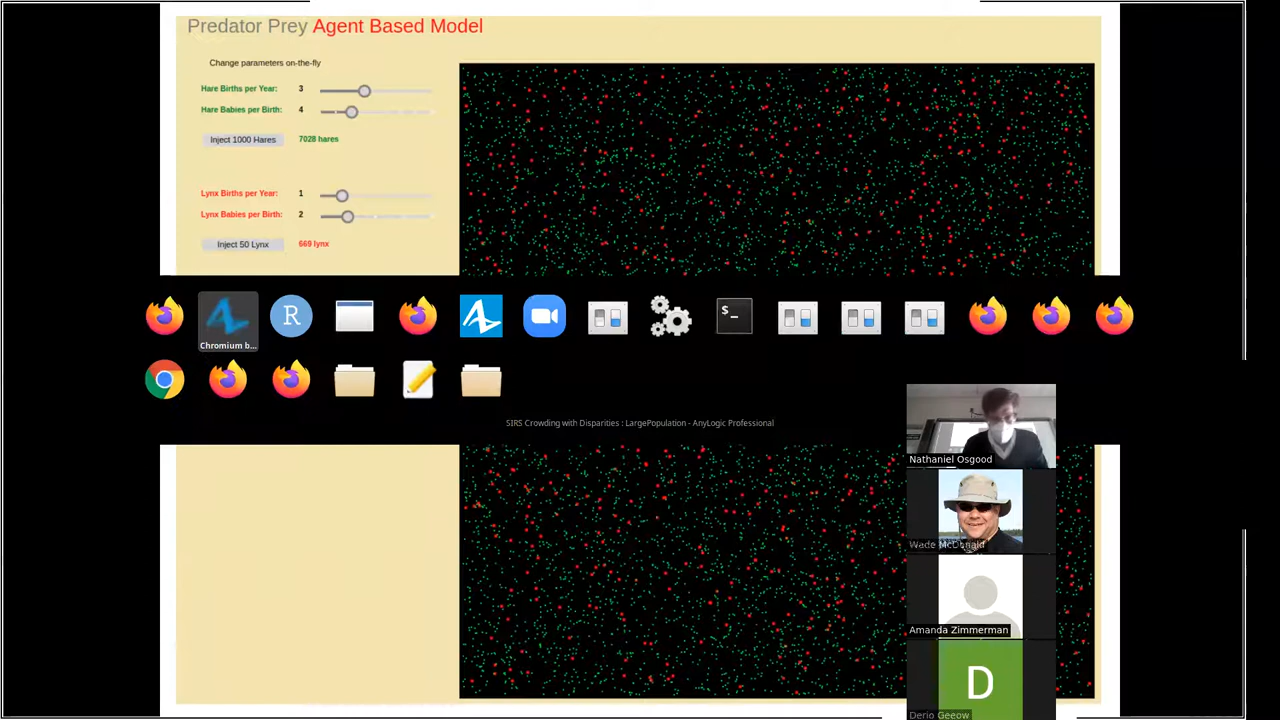 Predator Prey Agent Based Model
Change parameters on-the-fly
Hare Births per Year: 3
Hare Babies per Birth: 4
Inject 1000 Hares 7028 hares
Lynx Births per Year: 1
Lynx Babies per Birth: 2
Inject 50 Lynx 669 lynx
R
$_
Chromium b...
SIRS Crowding with Disparities : LargePopulation - AnyLogic Professional
Nathaniel Osgood
Wade McDonald
Amanda Zimmerman
D
Derio Geeow